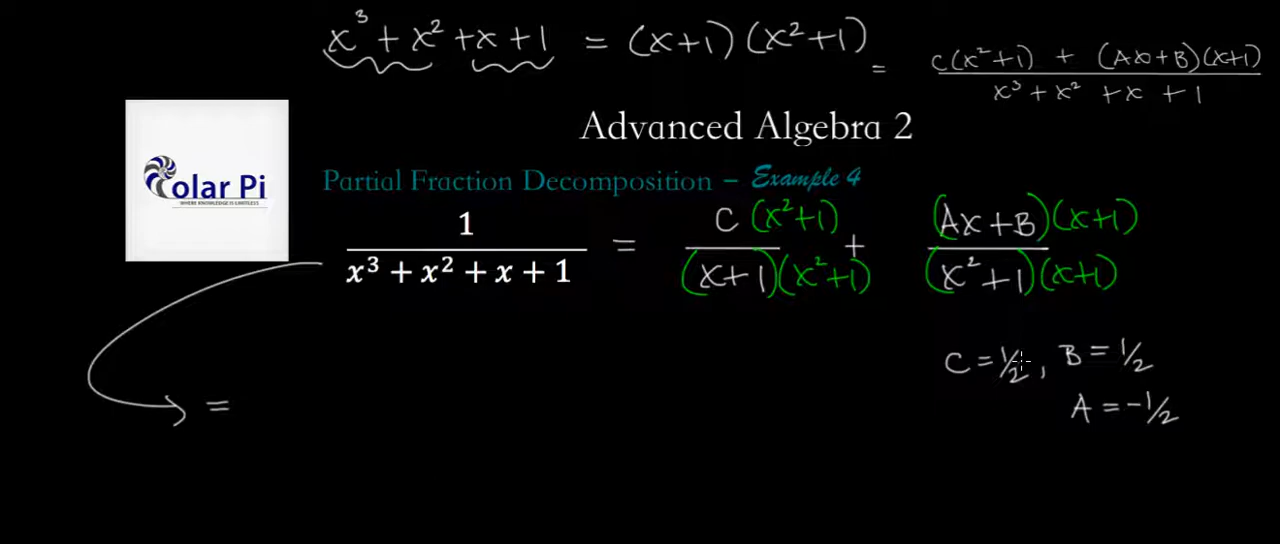 x³ + x² + x + 1 = (x+1)(x²+1)
= C(x²+1) + (Ax+B)(x+1) / x³ + x² + x + 1
Advanced Algebra 2
olar Pi
WHERE KNOWLEDGE IS LIMITLESS
Partial Fraction Decomposition – Example 4
1 / x³ + x² + x + 1 = C(x²+1) / (x+1)(x²+1) + (Ax+B)(x+1) / (x²+1)(x+1)
C = 1/2, B = 1/2
A = -1/2
=